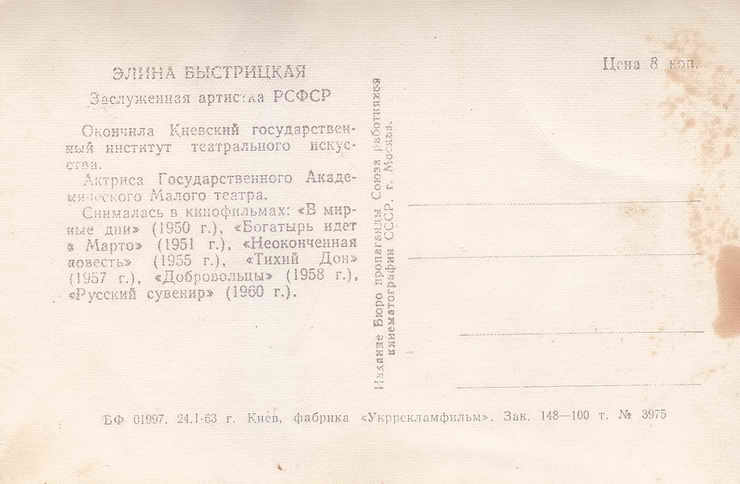 ЭЛИНА БЫСТРИЦКАЯ
Заслуженная артистка РСФСР
Окончила Киевский государствен-
ный институт театрального искус-
ства.
Актриса Государственного Акаде-
мического Малого театра.
Снималась в кинофильмах: «В мир-
ные дни» (1950 г.), «Богатырь идет
в Марто» (1951 г.), «Неоконченная
повесть» (1955 г.), «Тихий Дон»
(1957 г.), «Добровольцы» (1958 г.),
«Русский сувенир» (1960 г.).
Издание Бюро пропаганды Союза работников
кинематографии СССР. г. Москва.
Цена 8 коп.
БФ 01997. 24.1-63 г. Киев, фабрика «Укррекламфильм». Зак. 148—100 т. № 3975